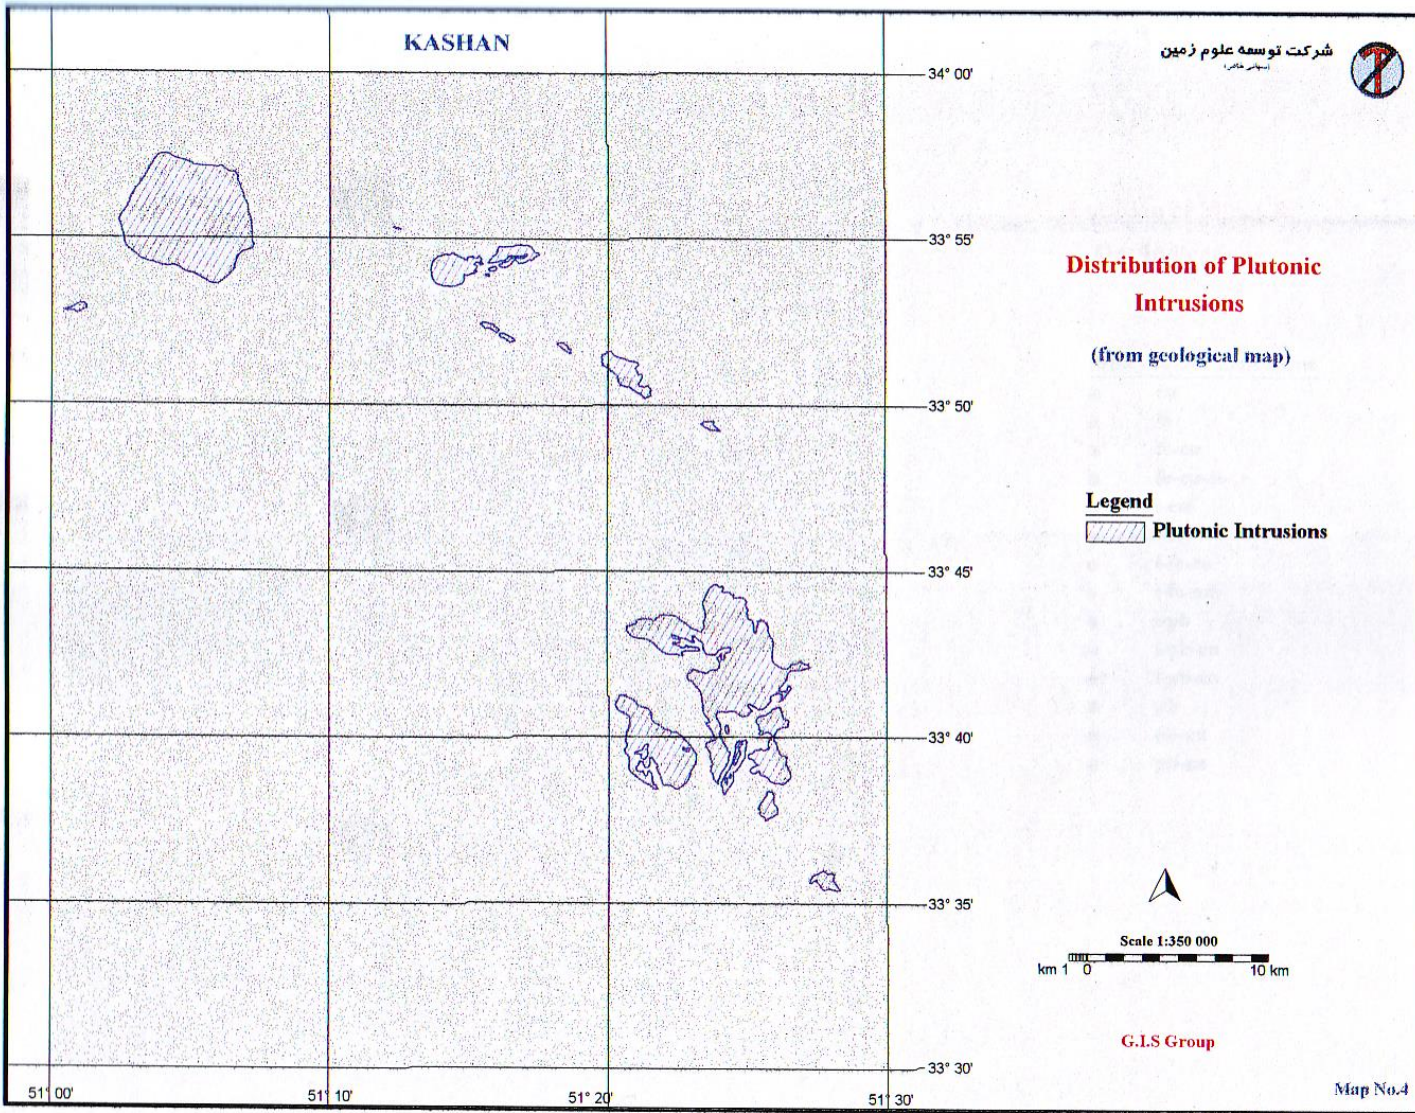 KASHAN
شرکت توسعه علوم زمین
(سهامی خاص)
34° 00'
33° 55'
33° 50'
33° 45'
33° 40'
33° 35'
33° 30'
51° 00'
51° 10'
51° 20'
51° 30'
Distribution of Plutonic
Intrusions
(from geological map)
Legend
Plutonic Intrusions
Scale 1:350 000
km 1 0 10 km
G.I.S Group
Map No.4